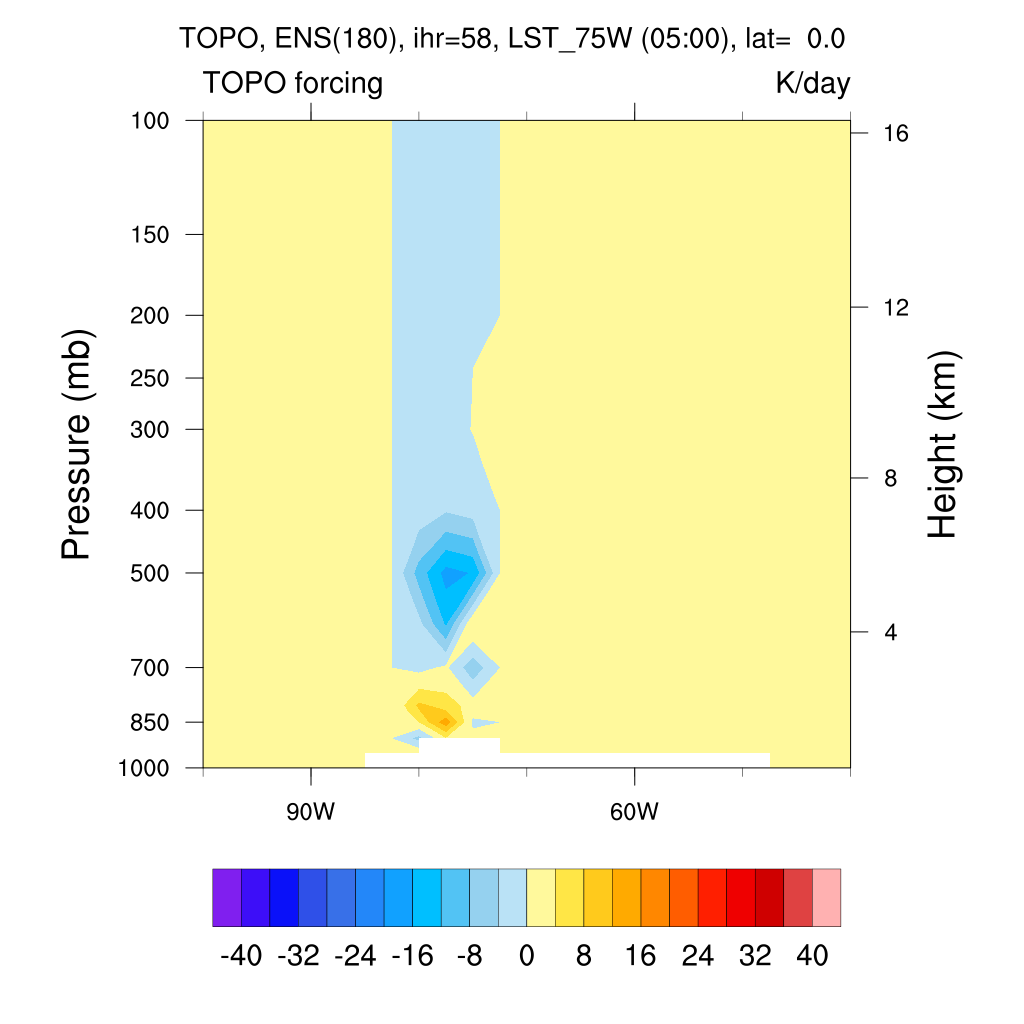 TOPO, ENS(180), ihr=58, LST_75W (05:00), lat=  0.0
TOPO forcing K/day
100
150
200
250
300
400
500
700
850
1000
Pressure (mb)
16
12
8
4
Height (km)
90W 60W
-40 -32 -24 -16 -8 0 8 16 24 32 40